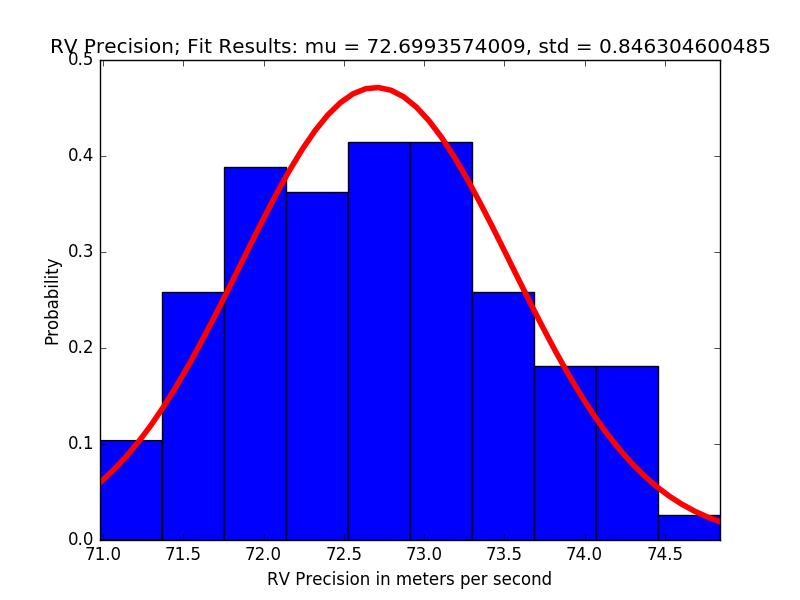 RV Precision; Fit Results: mu = 72.6993574009, std = 0.846304600485
0.5
0.4
0.3
0.2
0.1
0.0
Probability
71.0 71.5 72.0 72.5 73.0 73.5 74.0 74.5
RV Precision in meters per second